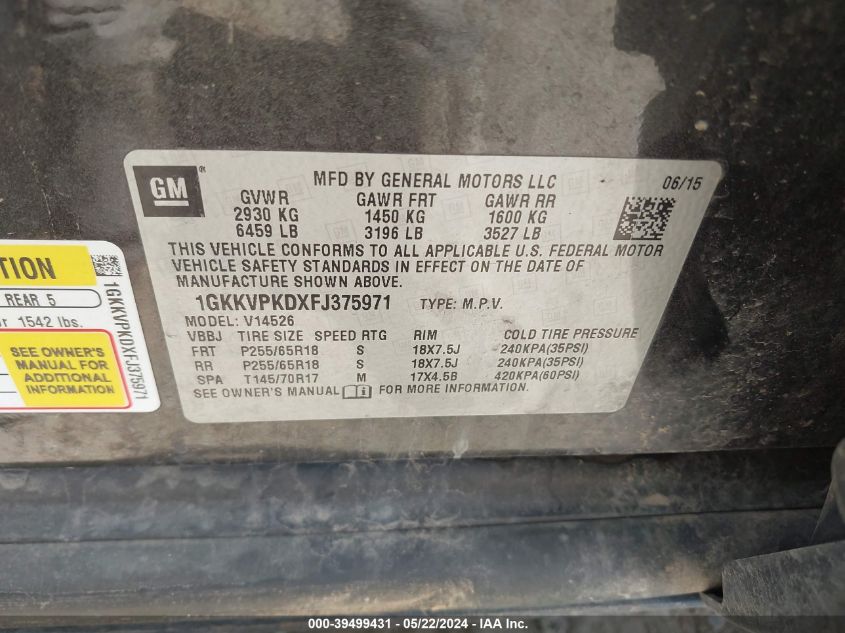 GM
®
MFD BY GENERAL MOTORS LLC
06/15
GVWR GAWR FRT GAWR RR
2930 KG 1450 KG 1600 KG
6459 LB 3196 LB 3527 LB
THIS VEHICLE CONFORMS TO ALL APPLICABLE U.S. FEDERAL MOTOR
VEHICLE SAFETY STANDARDS IN EFFECT ON THE DATE OF
MANUFACTURE SHOWN ABOVE.
1GKKVPKDXFJ375971 TYPE: M.P.V.
MODEL: V14526
VBBJ TIRE SIZE SPEED RTG RIM COLD TIRE PRESSURE
FRT P255/65R18 S 18X7.5J 240KPA(35PSI)
RR P255/65R18 S 18X7.5J 240KPA(35PSI)
SPA T145/70R17 M 17X4.5B 420KPA(60PSI)
SEE OWNER'S MANUAL FOR MORE INFORMATION.
REAR 5
1542 lbs.
SEE OWNER'S
MANUAL FOR
ADDITIONAL
INFORMATION
1GKKVPKDXFJ375971
000-39499431 - 05/22/2024 - IAA Inc.